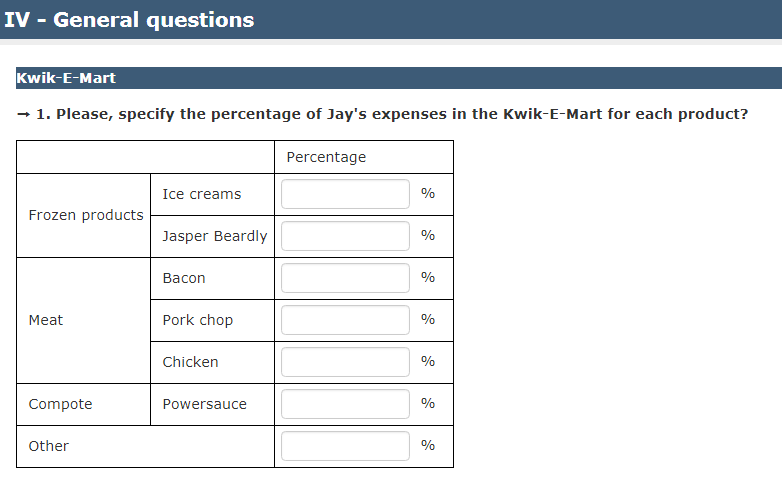 IV - General questions
Kwik-E-Mart
→ 1. Please, specify the percentage of Jay's expenses in the Kwik-E-Mart for each product?
Percentage
Frozen products
Ice creams
%
Jasper Beardly
%
Meat
Bacon
%
Pork chop
%
Chicken
%
Compote
Powersauce
%
Other
%